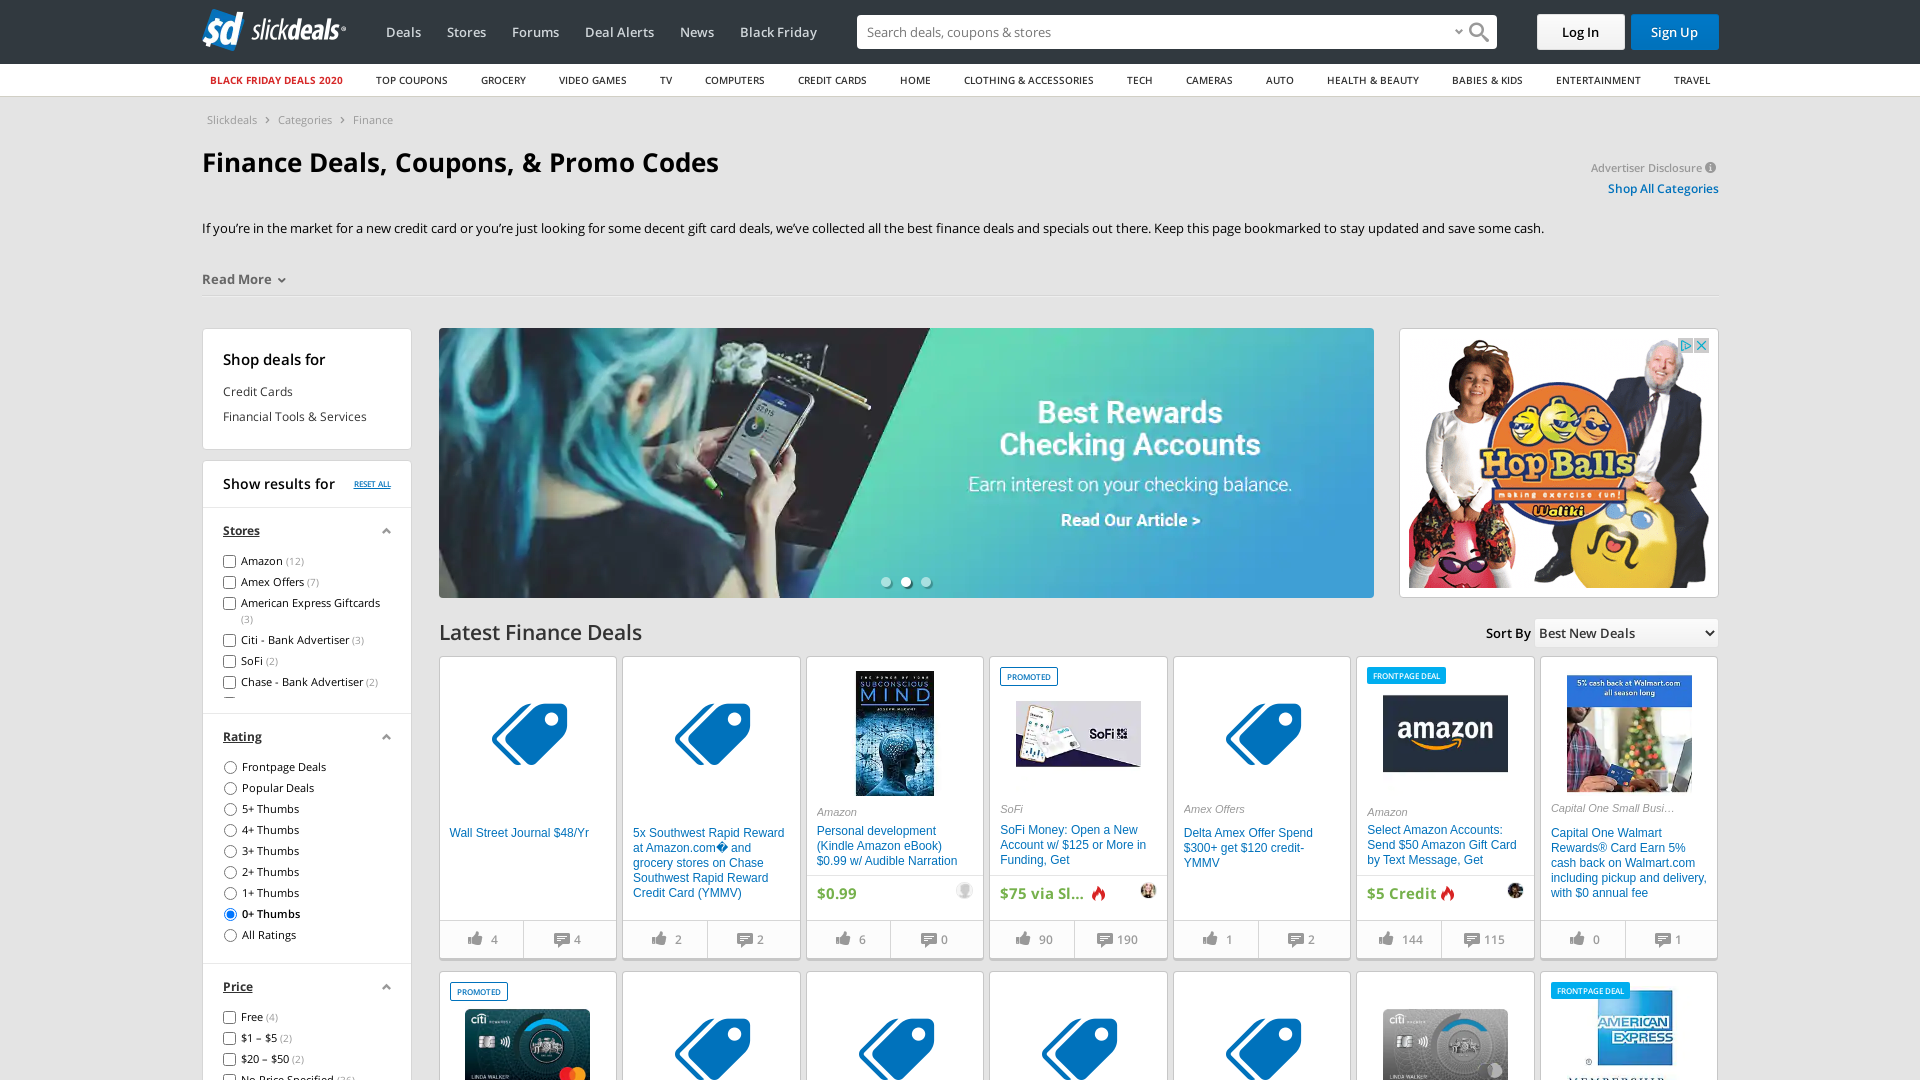 slickdeals
Deals
Stores
Forums
Deal Alerts
News
Black Friday
Search deals, coupons & stores
Log In
Sign Up
BLACK FRIDAY DEALS 2020
TOP COUPONS
GROCERY
VIDEO GAMES
TV
COMPUTERS
CREDIT CARDS
HOME
CLOTHING & ACCESSORIES
TECH
CAMERAS
AUTO
HEALTH & BEAUTY
BABIES & KIDS
ENTERTAINMENT
TRAVEL
Slickdeals > Categories > Finance
Finance Deals, Coupons, & Promo Codes
Advertiser Disclosure
Shop All Categories
If you’re in the market for a new credit card or you’re just looking for some decent gift card deals, we’ve collected all the best finance deals and specials out there. Keep this page bookmarked to stay updated and save some cash.
Read More
Shop deals for
Credit Cards
Financial Tools & Services
Show results for
RESET ALL
Stores
Amazon (12)
Amex Offers (7)
American Express Giftcards
(3)
Citi - Bank Advertiser (3)
SoFi (2)
Chase - Bank Advertiser (2)
Rating
Frontpage Deals
Popular Deals
5+ Thumbs
4+ Thumbs
3+ Thumbs
2+ Thumbs
1+ Thumbs
0+ Thumbs
All Ratings
Price
Free (4)
$1 – $5 (2)
$20 – $50 (2)
No Price Specified (26)
Best Rewards
Checking Accounts
Earn interest on your checking balance.
Read Our Article >
Hop Balls
making exercise fun!
Waliki
Latest Finance Deals
Sort By
Best New Deals
Wall Street Journal $48/Yr
4
4
5x Southwest Rapid Reward
at Amazon.com� and
grocery stores on Chase
Southwest Rapid Reward
Credit Card (YMMV)
2
2
THE POWER OF YOUR
SUBCONSCIOUS
MIND
JOSEPH MURPHY
Amazon
Personal development
(Kindle Amazon eBook)
$0.99 w/ Audible Narration
$0.99
6
0
PROMOTED
SoFi
SoFi
SoFi Money: Open a New
Account w/ $125 or More in
Funding, Get
$75 via Sl...
90
190
Amex Offers
Delta Amex Offer Spend
$300+ get $120 credit-
YMMV
1
2
FRONTPAGE DEAL
amazon
Amazon
Select Amazon Accounts:
Send $50 Amazon Gift Card
by Text Message, Get
$5 Credit
144
115
5% cash back at Walmart.com
all season long
Capital One Small Busi…
Capital One Walmart
Rewards® Card Earn 5%
cash back on Walmart.com
including pickup and delivery,
with $0 annual fee
0
1
PROMOTED
citi
LINDA WALKER
citi
LINDA WALKER
FRONTPAGE DEAL
AMERICAN
EXPRESS
®
MEMBERSHIP